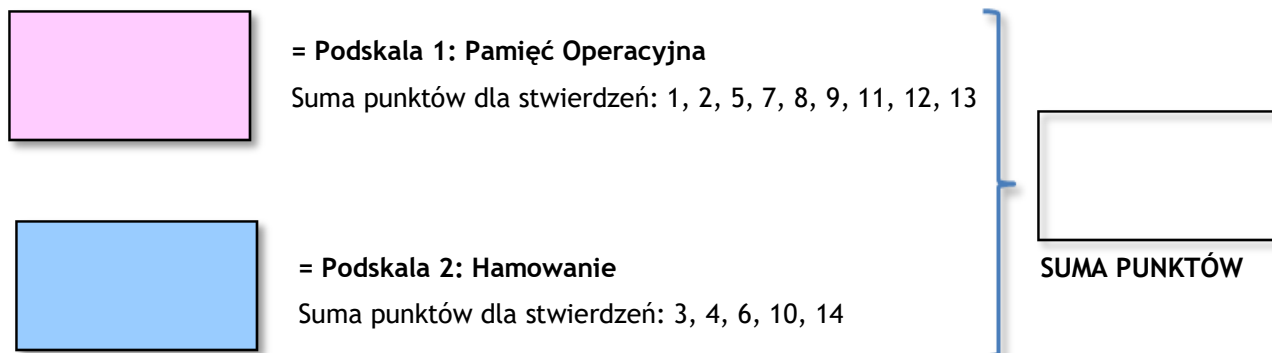 = Podskala 1: Pamięć Operacyjna
Suma punktów dla stwierdzeń: 1, 2, 5, 7, 8, 9, 11, 12, 13
= Podskala 2: Hamowanie
Suma punktów dla stwierdzeń: 3, 4, 6, 10, 14
SUMA PUNKTÓW